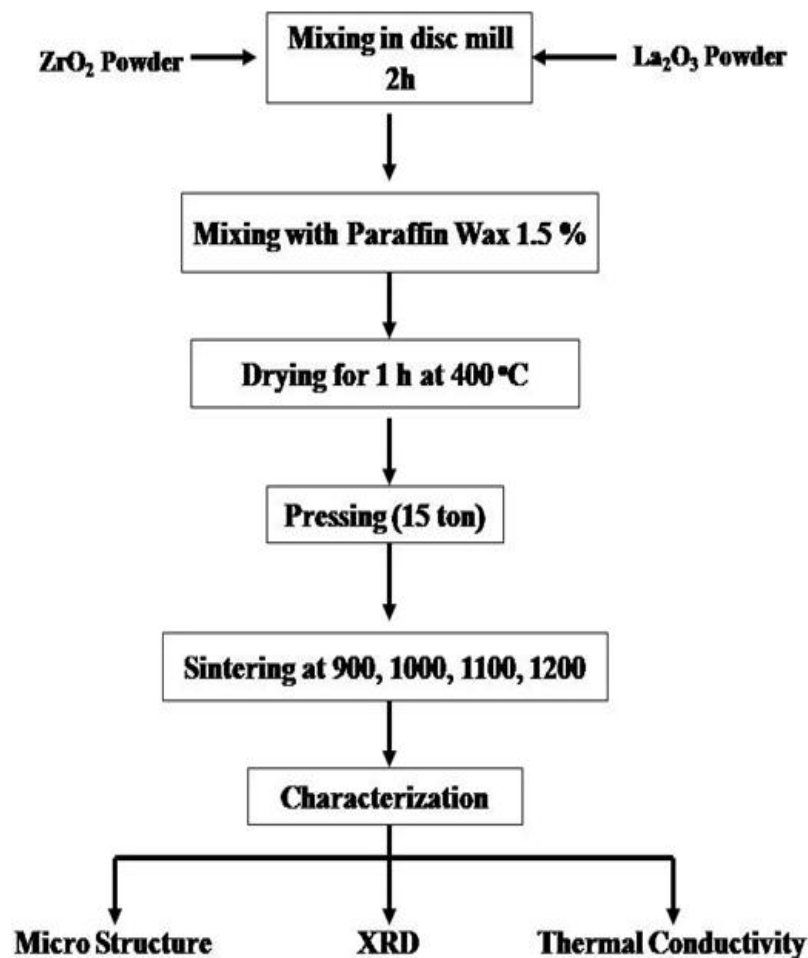 Mixing in disc mill
2h
ZrO₂ Powder
La₂O₃ Powder
Mixing with Paraffin Wax 1.5 %
Drying for 1 h at 400 °C
Pressing (15 ton)
Sintering at 900, 1000, 1100, 1200
Characterization
Micro Structure
XRD
Thermal Conductivity